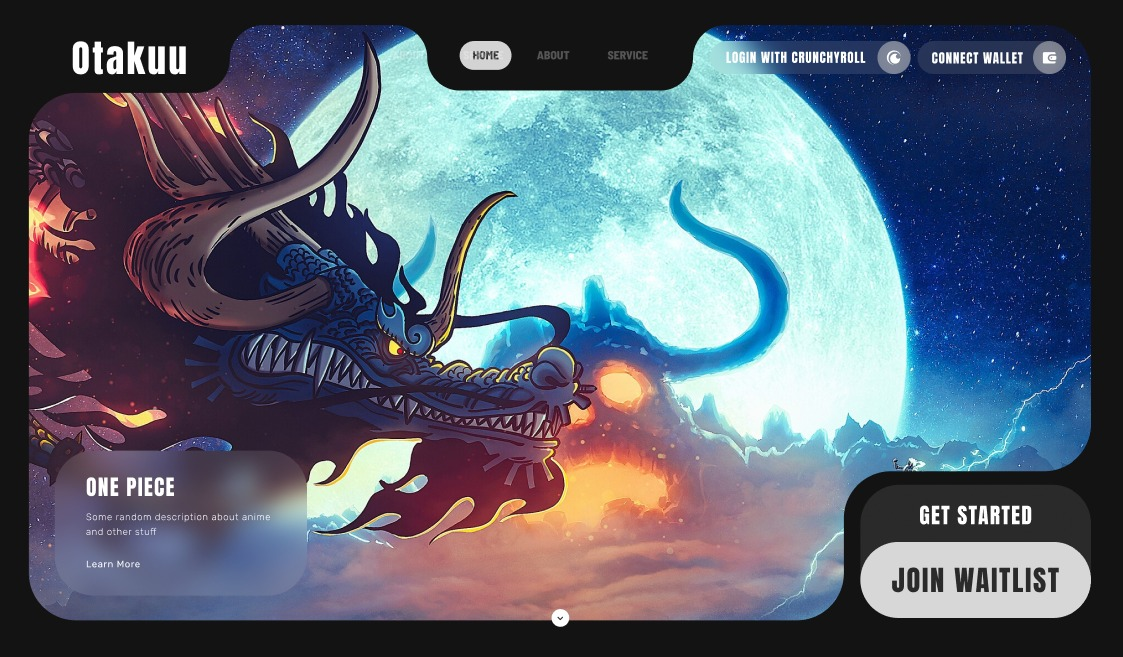 Otakuu
HOME
ABOUT
SERVICE
LOGIN WITH CRUNCHYROLL
CONNECT WALLET
ONE PIECE
Some random description about anime
and other stuff
Learn More
GET STARTED
JOIN WAITLIST